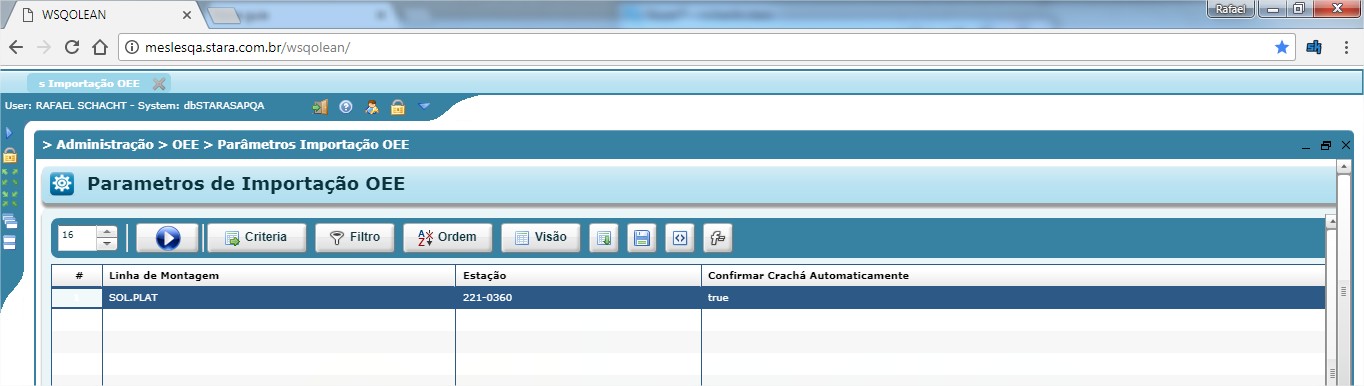 WSQOLEAN
Rafael
meslesqa.stara.com.br/wsqolean/
s Importação OEE
User: RAFAEL SCHACHT - System: dbSTARASAPQA
> Administração > OEE > Parâmetros Importação OEE
Parametros de Importação OEE
16 Criteria Filtro Ordem Visão
# Linha de Montagem Estação Confirmar Crachá Automaticamente
1 SOL.PLAT 221-0360 true